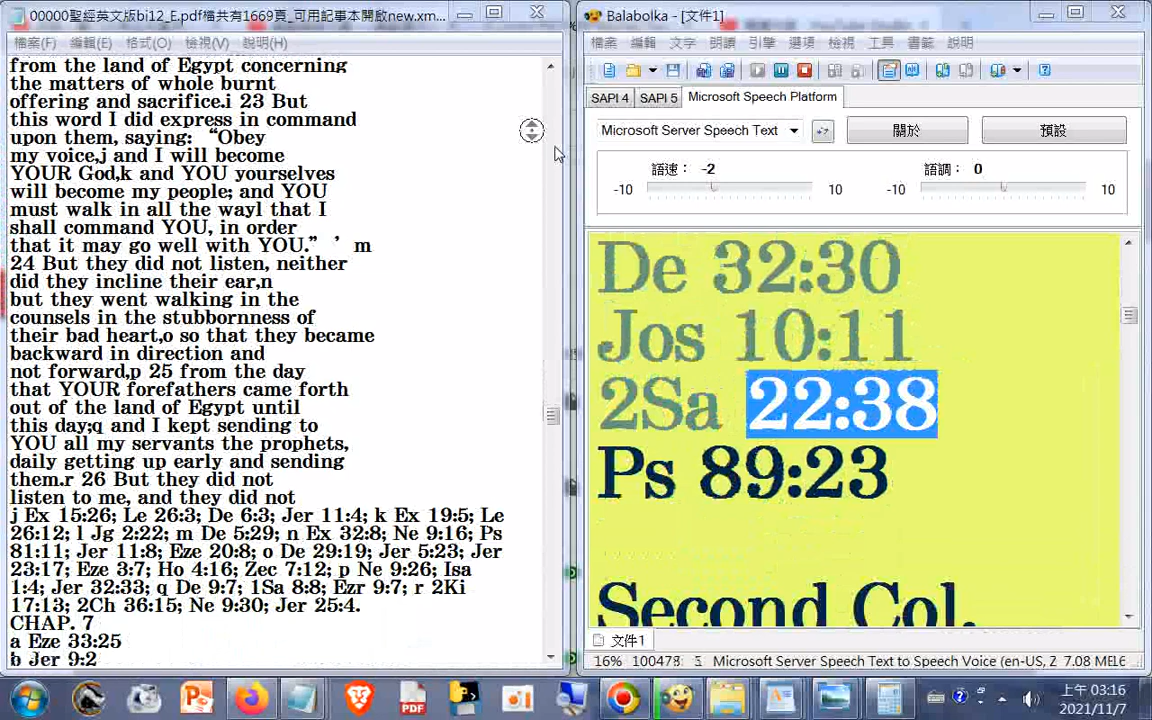 00000聖經英文版bi12_E.pdf檔共有1669頁_可用記事本開啟new.xm...
檔案(F) 編輯(E) 格式(O) 檢視(V) 說明(H)
from the land of Egypt concerning
the matters of whole burnt
offering and sacrifice.i 23 But
this word I did express in command
upon them, saying: “Obey
my voice,j and I will become
YOUR God,k and YOU yourselves
will become my people; and YOU
must walk in all the wayl that I
shall command YOU, in order
that it may go well with YOU.” ’ m
24 But they did not listen, neither
did they incline their ear,n
but they went walking in the
counsels in the stubbornness of
their bad heart,o so that they became
backward in direction and
not forward,p 25 from the day
that YOUR forefathers came forth
out of the land of Egypt until
this day;q and I kept sending to
YOU all my servants the prophets,
daily getting up early and sending
them.r 26 But they did not
listen to me, and they did not
j Ex 15:26; Le 26:3; De 6:3; Jer 11:4; k Ex 19:5; Le
26:12; l Jg 2:22; m De 5:29; n Ex 32:8; Ne 9:16; Ps
81:11; Jer 11:8; Eze 20:8; o De 29:19; Jer 5:23; Jer
23:17; Eze 3:7; Ho 4:16; Zec 7:12; p Ne 9:26; Isa
1:4; Jer 32:33; q De 9:7; 1Sa 8:8; Ezr 9:7; r 2Ki
17:13; 2Ch 36:15; Ne 9:30; Jer 25:4.
CHAP. 7
a Eze 33:25
b Jer 9:2
Balabolka - [文件1]
檔案 編輯 文字 朗讀 引擎 選項 檢視 工具 書籤 說明
SAPI 4 SAPI 5 Microsoft Speech Platform
Microsoft Server Speech Text 關於 預設
語速: -2 語調: 0
-10 10 -10 10
De 32:30
Jos 10:11
2Sa 22:38
Ps 89:23
Second Col.
文件1
16% Microsoft Server Speech Text to Speech Voice (en-US, Z 7.08 MB
上午 03:16
2021/11/7